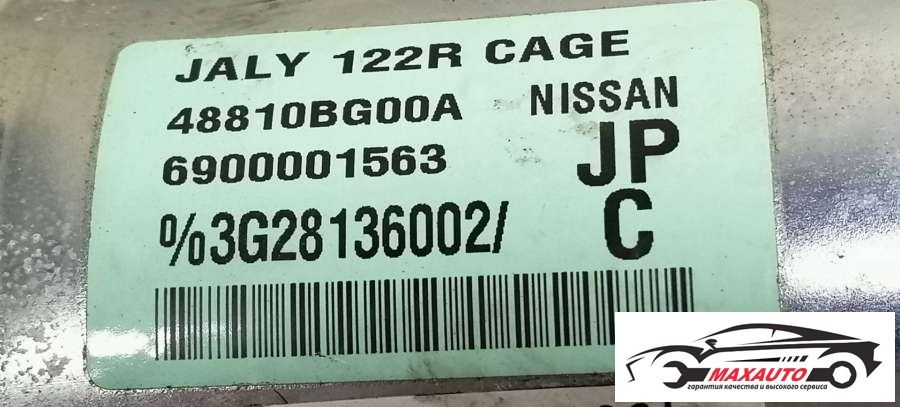 JALY 122R CAGE
48810BG00A NISSAN
6900001563 JP
%3G28136002/ C
MAXAUTO
гарантия качества и высокого сервиса